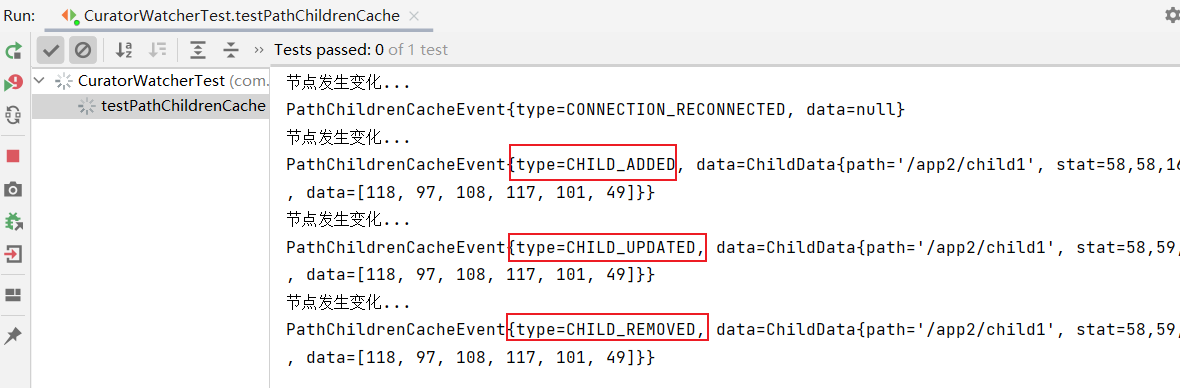 Run: CuratorWatcherTest.testPathChildrenCache
Tests passed: 0 of 1 test
CuratorWatcherTest (com.
testPathChildrenCache
节点发生变化...
PathChildrenCacheEvent{type=CONNECTION_RECONNECTED, data=null}
节点发生变化...
PathChildrenCacheEvent{type=CHILD_ADDED, data=ChildData{path='/app2/child1', stat=58,58,16
, data=[118, 97, 108, 117, 101, 49]}}
节点发生变化...
PathChildrenCacheEvent{type=CHILD_UPDATED, data=ChildData{path='/app2/child1', stat=58,59,
, data=[118, 97, 108, 117, 101, 49]}}
节点发生变化...
PathChildrenCacheEvent{type=CHILD_REMOVED, data=ChildData{path='/app2/child1', stat=58,59,
, data=[118, 97, 108, 117, 101, 49]}}